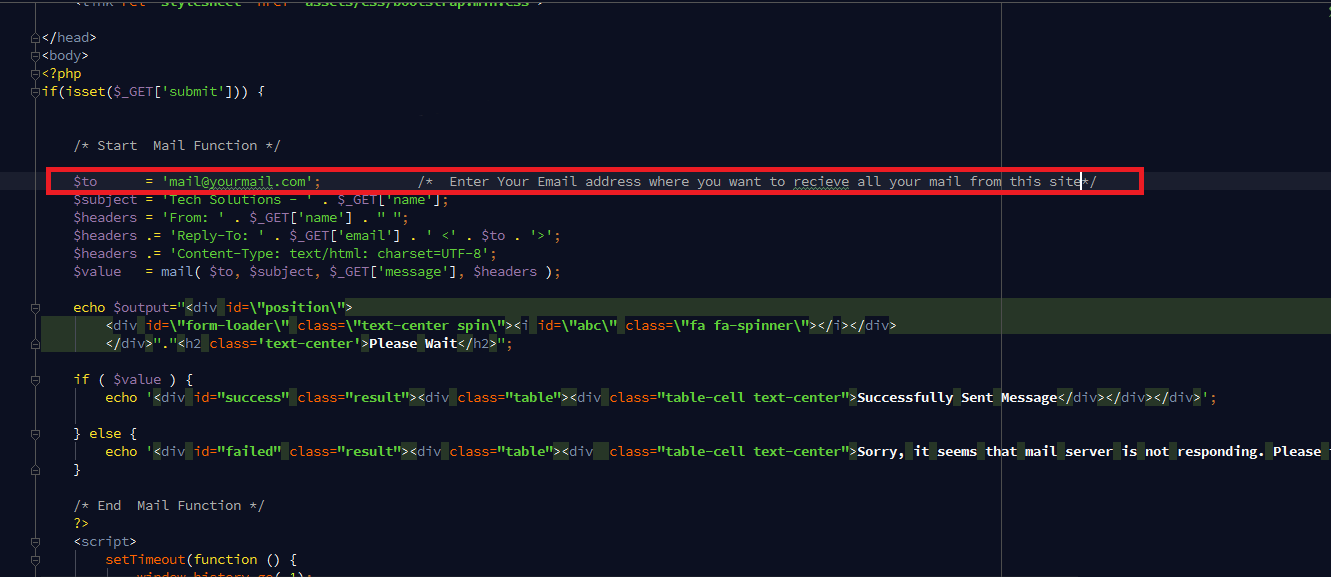 <link rel="stylesheet" href="assets/css/bootstrap.min.css">
</head>
<body>
<?php
if(isset($_GET['submit'])) {
/* Start  Mail Function */
$to      = 'mail@yourmail.com';            /*  Enter Your Email address where you want to recieve all your mail from this site*/
$subject = 'Tech Solutions - ' . $_GET['name'];
$headers = 'From: ' . $_GET['name'] . " ";
$headers .= 'Reply-To: ' . $_GET['email'] . ' <' . $to . '>';
$headers .= 'Content-Type: text/html: charset=UTF-8';
$value   = mail( $to, $subject, $_GET['message'], $headers );
echo $output="<div id=\"position\">
<div id=\"form-loader\" class=\"text-center spin\"><i id=\"abc\" class=\"fa fa-spinner\"></i></div>
</div>"."<h2 class='text-center'>Please Wait</h2>";
if ( $value ) {
echo '<div id="success" class="result"><div class="table"><div class="table-cell text-center">Successfully Sent Message</div></div></div>';
} else {
echo '<div id="failed" class="result"><div class="table"><div  class="table-cell text-center">Sorry, it seems that mail server is not responding. Please
}
/* End  Mail Function */
?>
<script>
setTimeout(function () {
window.history.go(-1);